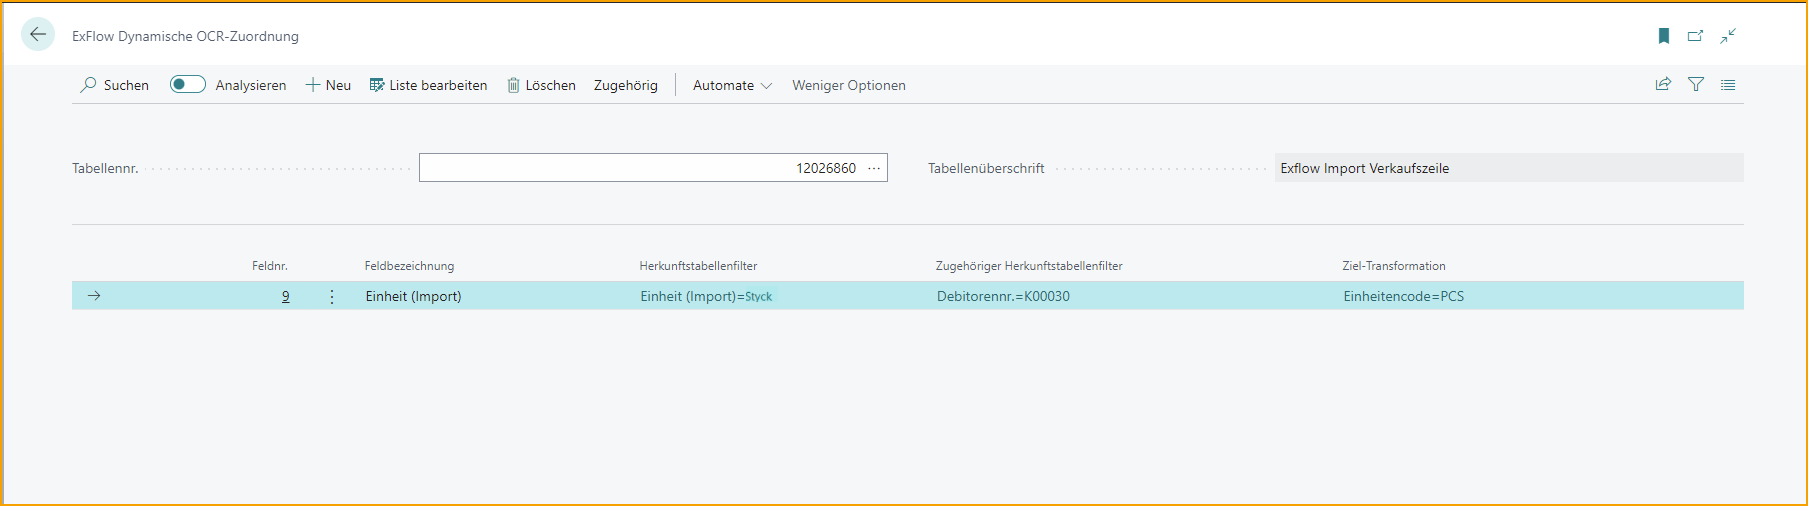 ExFlow Dynamische OCR-Zuordnung
Suchen Analysieren Neu Liste bearbeiten Löschen Zugehörig Automate Weniger Optionen
Tabellennr. 12026860 Tabellenüberschrift Exflow Import Verkaufszeile
Feldnr. Feldbezeichnung Herkunftstabellenfilter Zugehöriger Herkunftstabellenfilter Ziel-Transformation
9 Einheit (Import) Einheit (Import)=Styck Debitorennr.=K00030 Einheitencode=PCS